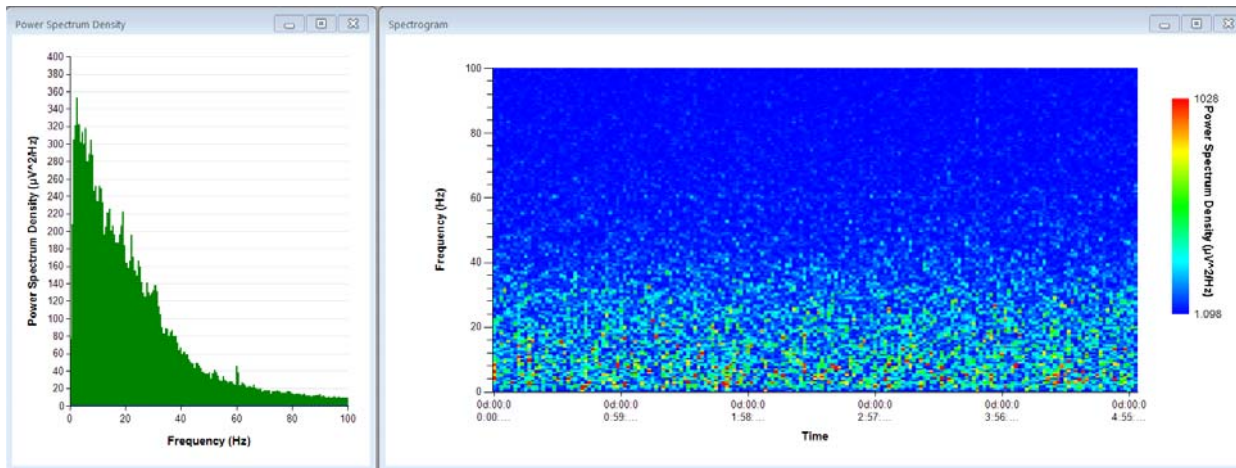 Power Spectrum Density
400
380
360
340
320
300
280
260
240
220
200
180
160
140
120
100
80
60
40
20
0
Power Spectrum Density (µV^2/Hz)
0 20 40 60 80 100
Frequency (Hz)
Spectrogram
100
80
60
40
20
0
Frequency (Hz)
0d:00.0 0d:00.0 0d:00.0 0d:00.0 0d:00.0 0d:00.0
0:00.... 0:59.... 1:58.... 2:57.... 3:56.... 4:55....
Time
1028
1.098
Power Spectrum Density (µV^2/Hz)